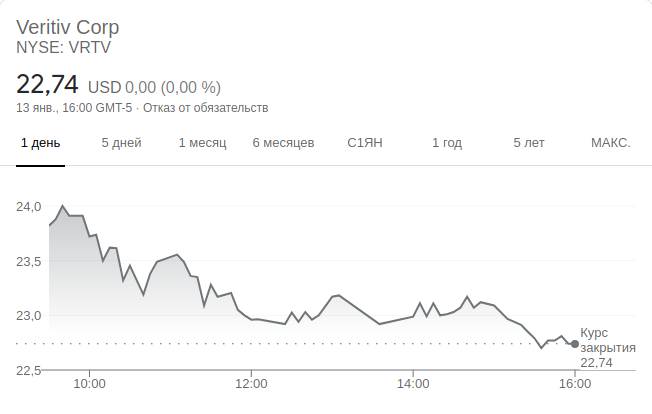 Veritiv Corp
NYSE: VRTV
22,74 USD 0,00 (0,00 %)
13 янв., 16:00 GMT-5 · Отказ от обязательств
1 день 5 дней 1 месяц 6 месяцев С1ЯН 1 год 5 лет МАКС.
24,0
23,5
23,0
22,5
Курс
закрытия
22,74
10:00 12:00 14:00 16:00